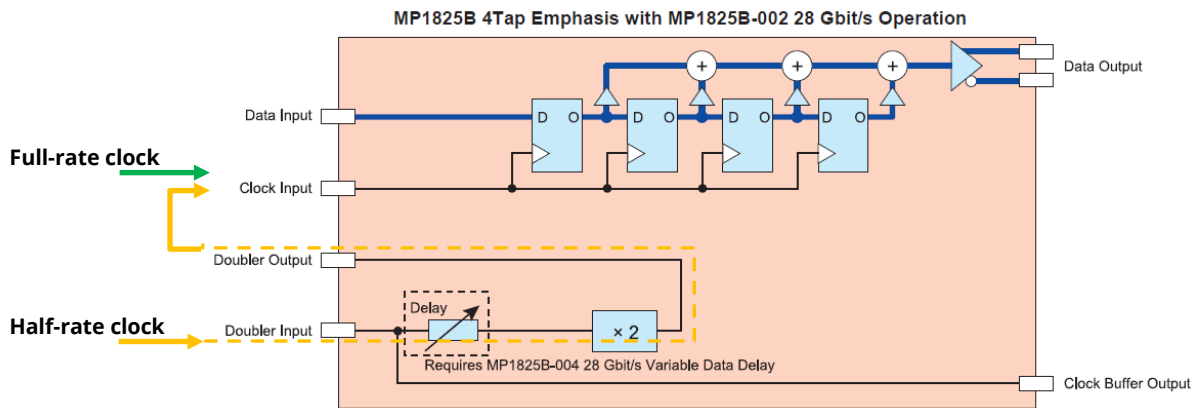 MP1825B 4Tap Emphasis with MP1825B-002 28 Gbit/s Operation
+ + +
Data Output
Data Input
D O D O D O D O
Full-rate clock
Clock Input
Doubler Output
Delay
Half-rate clock
Doubler Input
× 2
Requires MP1825B-004 28 Gbit/s Variable Data Delay
Clock Buffer Output